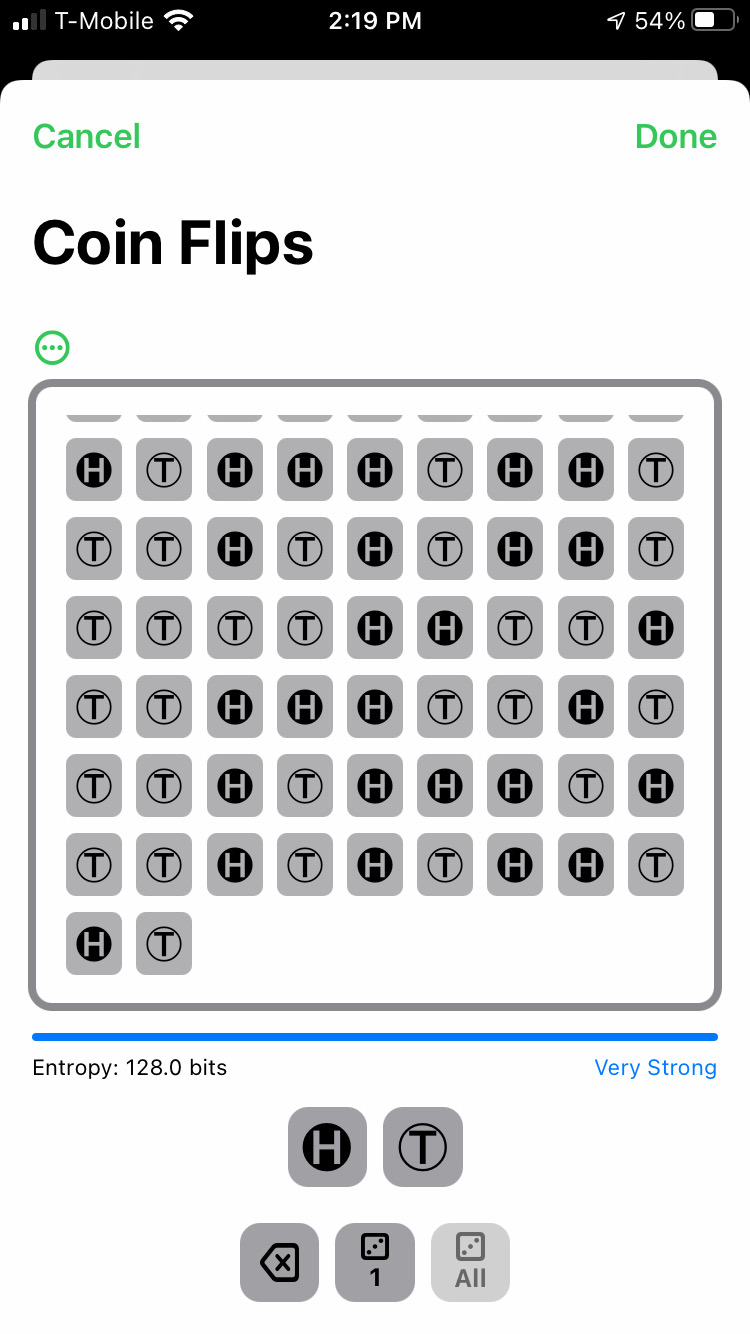 T-Mobile 2:19 PM 54%
Cancel Done
Coin Flips
H T H H H T H H T
T T H T H T H H T
T T T T H H T T H
T T H H H T T H T
T T H T H H H T H
T T H T H T H H T
H T
Entropy: 128.0 bits Very Strong
H T
1 All